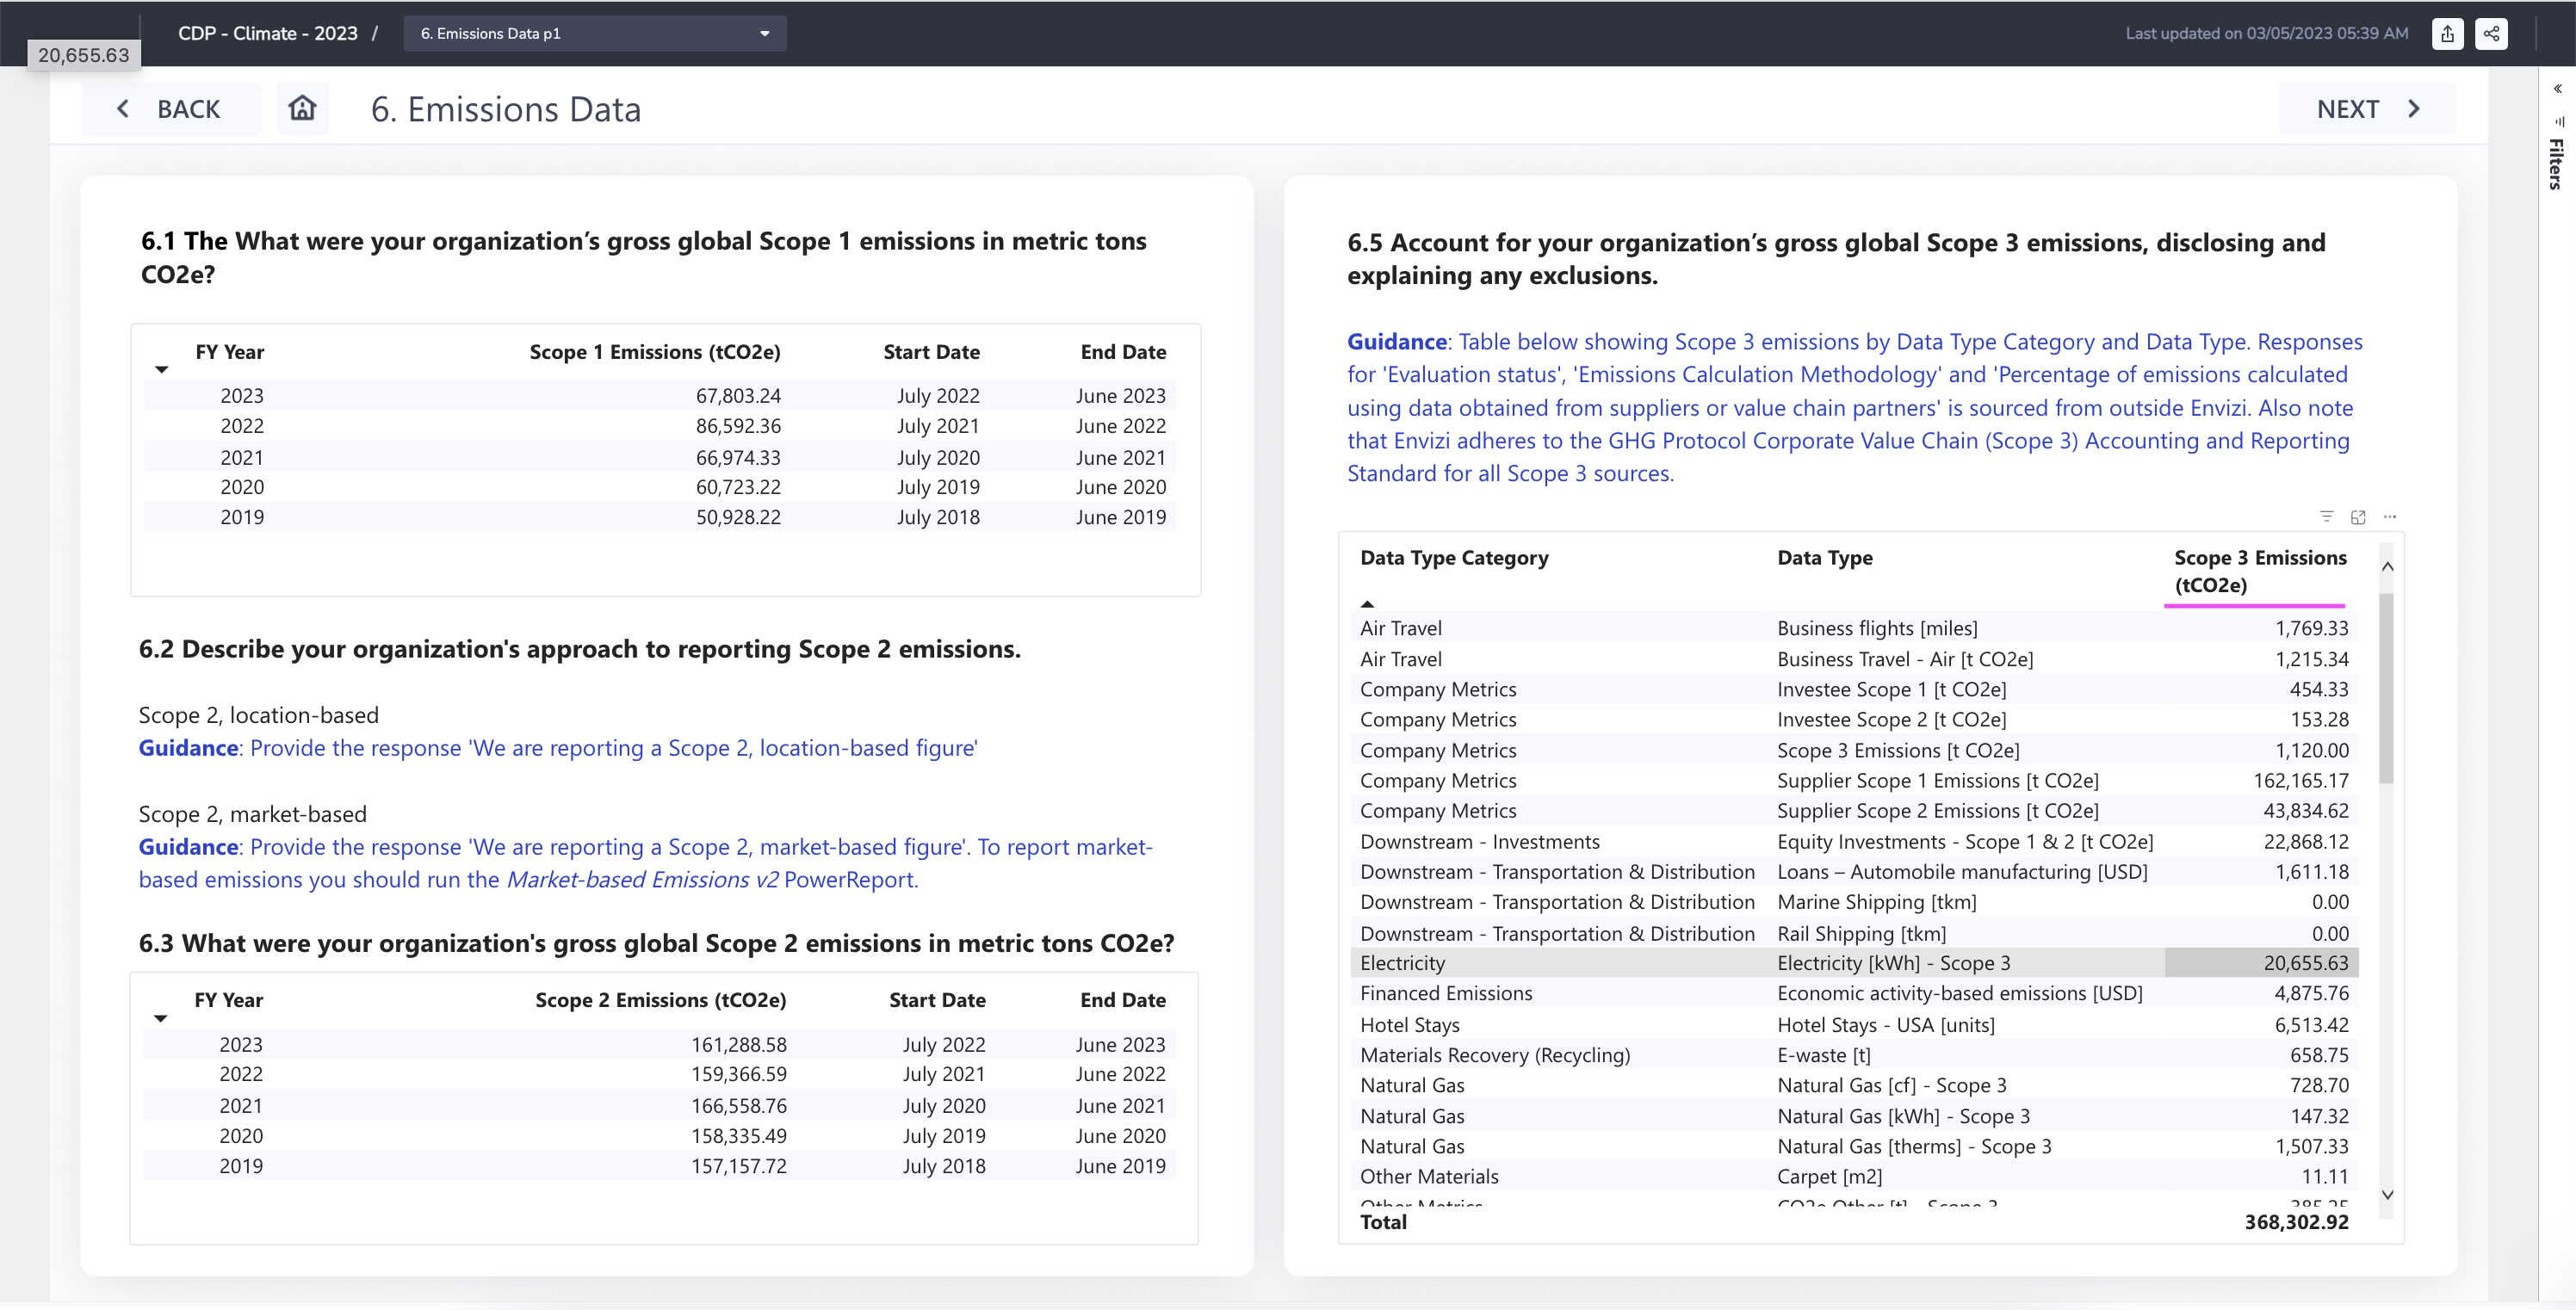 CDP - Climate - 2023 / 6. Emissions Data p1
Last updated on 03/05/2023 05:39 AM
20,655.63
BACK
6. Emissions Data
NEXT
Filters
6.1 The What were your organization’s gross global Scope 1 emissions in metric tons
CO2e?
FY Year Scope 1 Emissions (tCO2e) Start Date End Date
2023 67,803.24 July 2022 June 2023
2022 86,592.36 July 2021 June 2022
2021 66,974.33 July 2020 June 2021
2020 60,723.22 July 2019 June 2020
2019 50,928.22 July 2018 June 2019
6.2 Describe your organization's approach to reporting Scope 2 emissions.
Scope 2, location-based
Guidance: Provide the response 'We are reporting a Scope 2, location-based figure'
Scope 2, market-based
Guidance: Provide the response 'We are reporting a Scope 2, market-based figure'. To report market-
based emissions you should run the Market-based Emissions v2 PowerReport.
6.3 What were your organization's gross global Scope 2 emissions in metric tons CO2e?
FY Year Scope 2 Emissions (tCO2e) Start Date End Date
2023 161,288.58 July 2022 June 2023
2022 159,366.59 July 2021 June 2022
2021 166,558.76 July 2020 June 2021
2020 158,335.49 July 2019 June 2020
2019 157,157.72 July 2018 June 2019
6.5 Account for your organization’s gross global Scope 3 emissions, disclosing and
explaining any exclusions.
Guidance: Table below showing Scope 3 emissions by Data Type Category and Data Type. Responses
for 'Evaluation status', 'Emissions Calculation Methodology' and 'Percentage of emissions calculated
using data obtained from suppliers or value chain partners' is sourced from outside Envizi. Also note
that Envizi adheres to the GHG Protocol Corporate Value Chain (Scope 3) Accounting and Reporting
Standard for all Scope 3 sources.
Data Type Category Data Type Scope 3 Emissions
(tCO2e)
Air Travel Business flights [miles] 1,769.33
Air Travel Business Travel - Air [t CO2e] 1,215.34
Company Metrics Investee Scope 1 [t CO2e] 454.33
Company Metrics Investee Scope 2 [t CO2e] 153.28
Company Metrics Scope 3 Emissions [t CO2e] 1,120.00
Company Metrics Supplier Scope 1 Emissions [t CO2e] 162,165.17
Company Metrics Supplier Scope 2 Emissions [t CO2e] 43,834.62
Downstream - Investments Equity Investments - Scope 1 & 2 [t CO2e] 22,868.12
Downstream - Transportation & Distribution Loans – Automobile manufacturing [USD] 1,611.18
Downstream - Transportation & Distribution Marine Shipping [tkm] 0.00
Downstream - Transportation & Distribution Rail Shipping [tkm] 0.00
Electricity Electricity [kWh] - Scope 3 20,655.63
Financed Emissions Economic activity-based emissions [USD] 4,875.76
Hotel Stays Hotel Stays - USA [units] 6,513.42
Materials Recovery (Recycling) E-waste [t] 658.75
Natural Gas Natural Gas [cf] - Scope 3 728.70
Natural Gas Natural Gas [kWh] - Scope 3 147.32
Natural Gas Natural Gas [therms] - Scope 3 1,507.33
Other Materials Carpet [m2] 11.11
Other Metrics CO2e Other [t] - Scope 3 385.25
Total 368,302.92